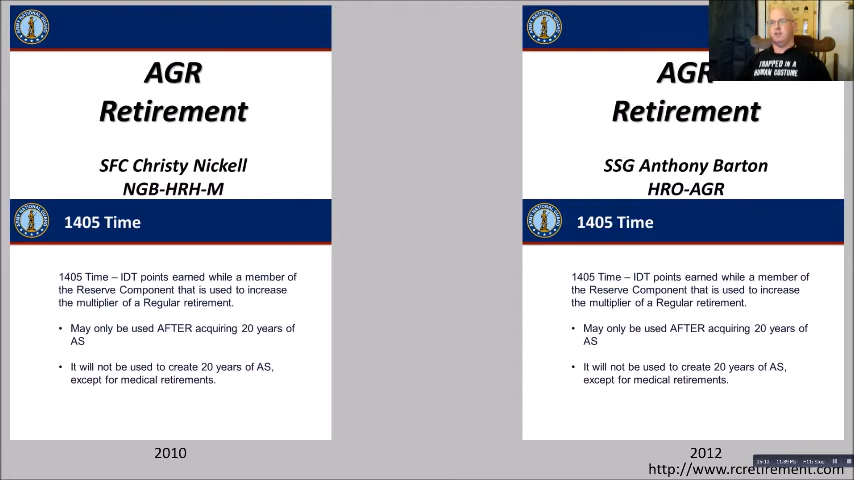 AGR
Retirement
SFC Christy Nickell
NGB-HRH-M
1405 Time
1405 Time – IDT points earned while a member of
the Reserve Component that is used to increase
the multiplier of a Regular retirement.
• May only be used AFTER acquiring 20 years of
AS
• It will not be used to create 20 years of AS,
except for medical retirements.
2010
AGR
Retirement
SSG Anthony Barton
HRO-AGR
1405 Time
1405 Time – IDT points earned while a member of
the Reserve Component that is used to increase
the multiplier of a Regular retirement.
• May only be used AFTER acquiring 20 years of
AS
• It will not be used to create 20 years of AS,
except for medical retirements.
2012
http://www.rcretirement.com
TRAPPED IN A
HUMAN COSTUME